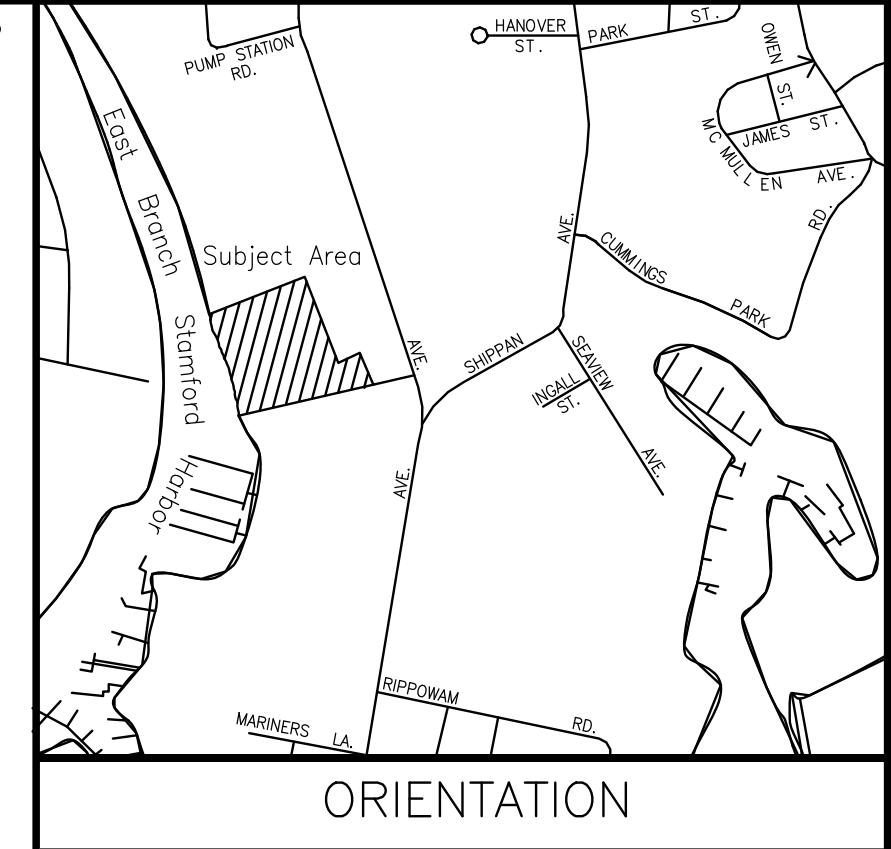 HANOVER
ST.
PARK
ST.
OWEN
ST.
PUMP STATION
RD.
JAMES ST.
MC MULLEN AVE.
RD.
East Branch Stamford Harbor
Subject Area
AVE.
CUMMINGS PARK
AVE.
SHIPPAN
SEAVIEW AVE.
INGALL
ST.
AVE.
RIPPOWAM RD.
MARINERS LA.
ORIENTATION